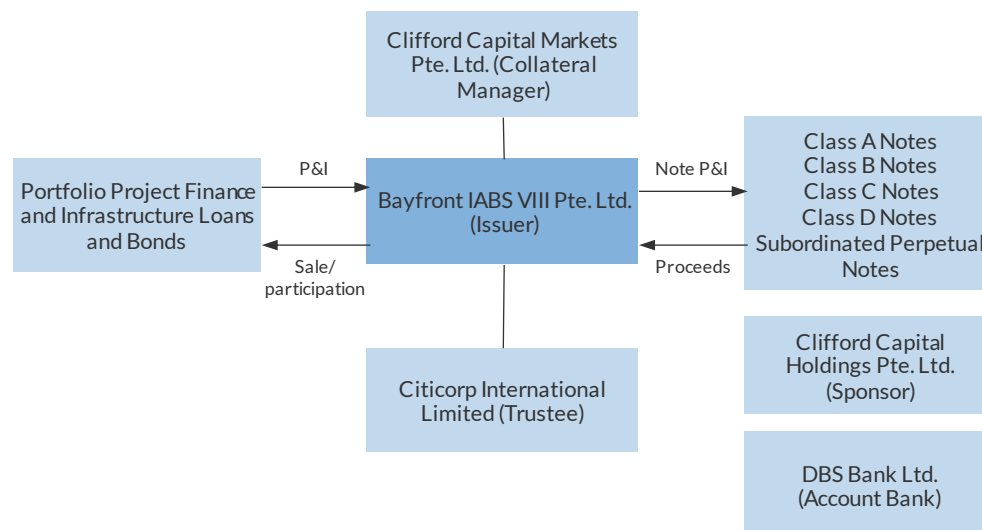 Clifford Capital Markets
Pte. Ltd. (Collateral
Manager)
Portfolio Project Finance
and Infrastructure Loans
and Bonds
P&I
Sale/
participation
Bayfront IABS VIII Pte. Ltd.
(Issuer)
Note P&I
Proceeds
Class A Notes
Class B Notes
Class C Notes
Class D Notes
Subordinated Perpetual
Notes
Citicorp International
Limited (Trustee)
Clifford Capital
Holdings Pte. Ltd.
(Sponsor)
DBS Bank Ltd.
(Account Bank)